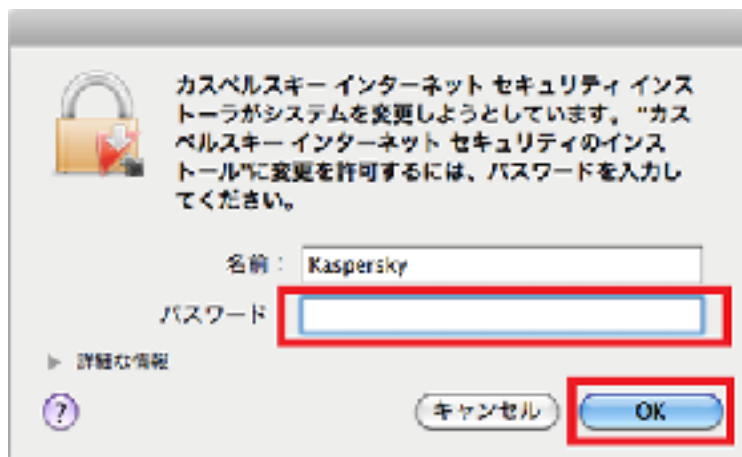 カスペルスキー インターネット セキュリティ インス
トーラがシステムを変更しようとしています。 "カス
ペルスキー インターネット セキュリティのインス
トール"に変更を許可するには、パスワードを入力し
てください。
名前： Kaspersky
パスワード
▶ 詳細な情報
? キャンセル OK